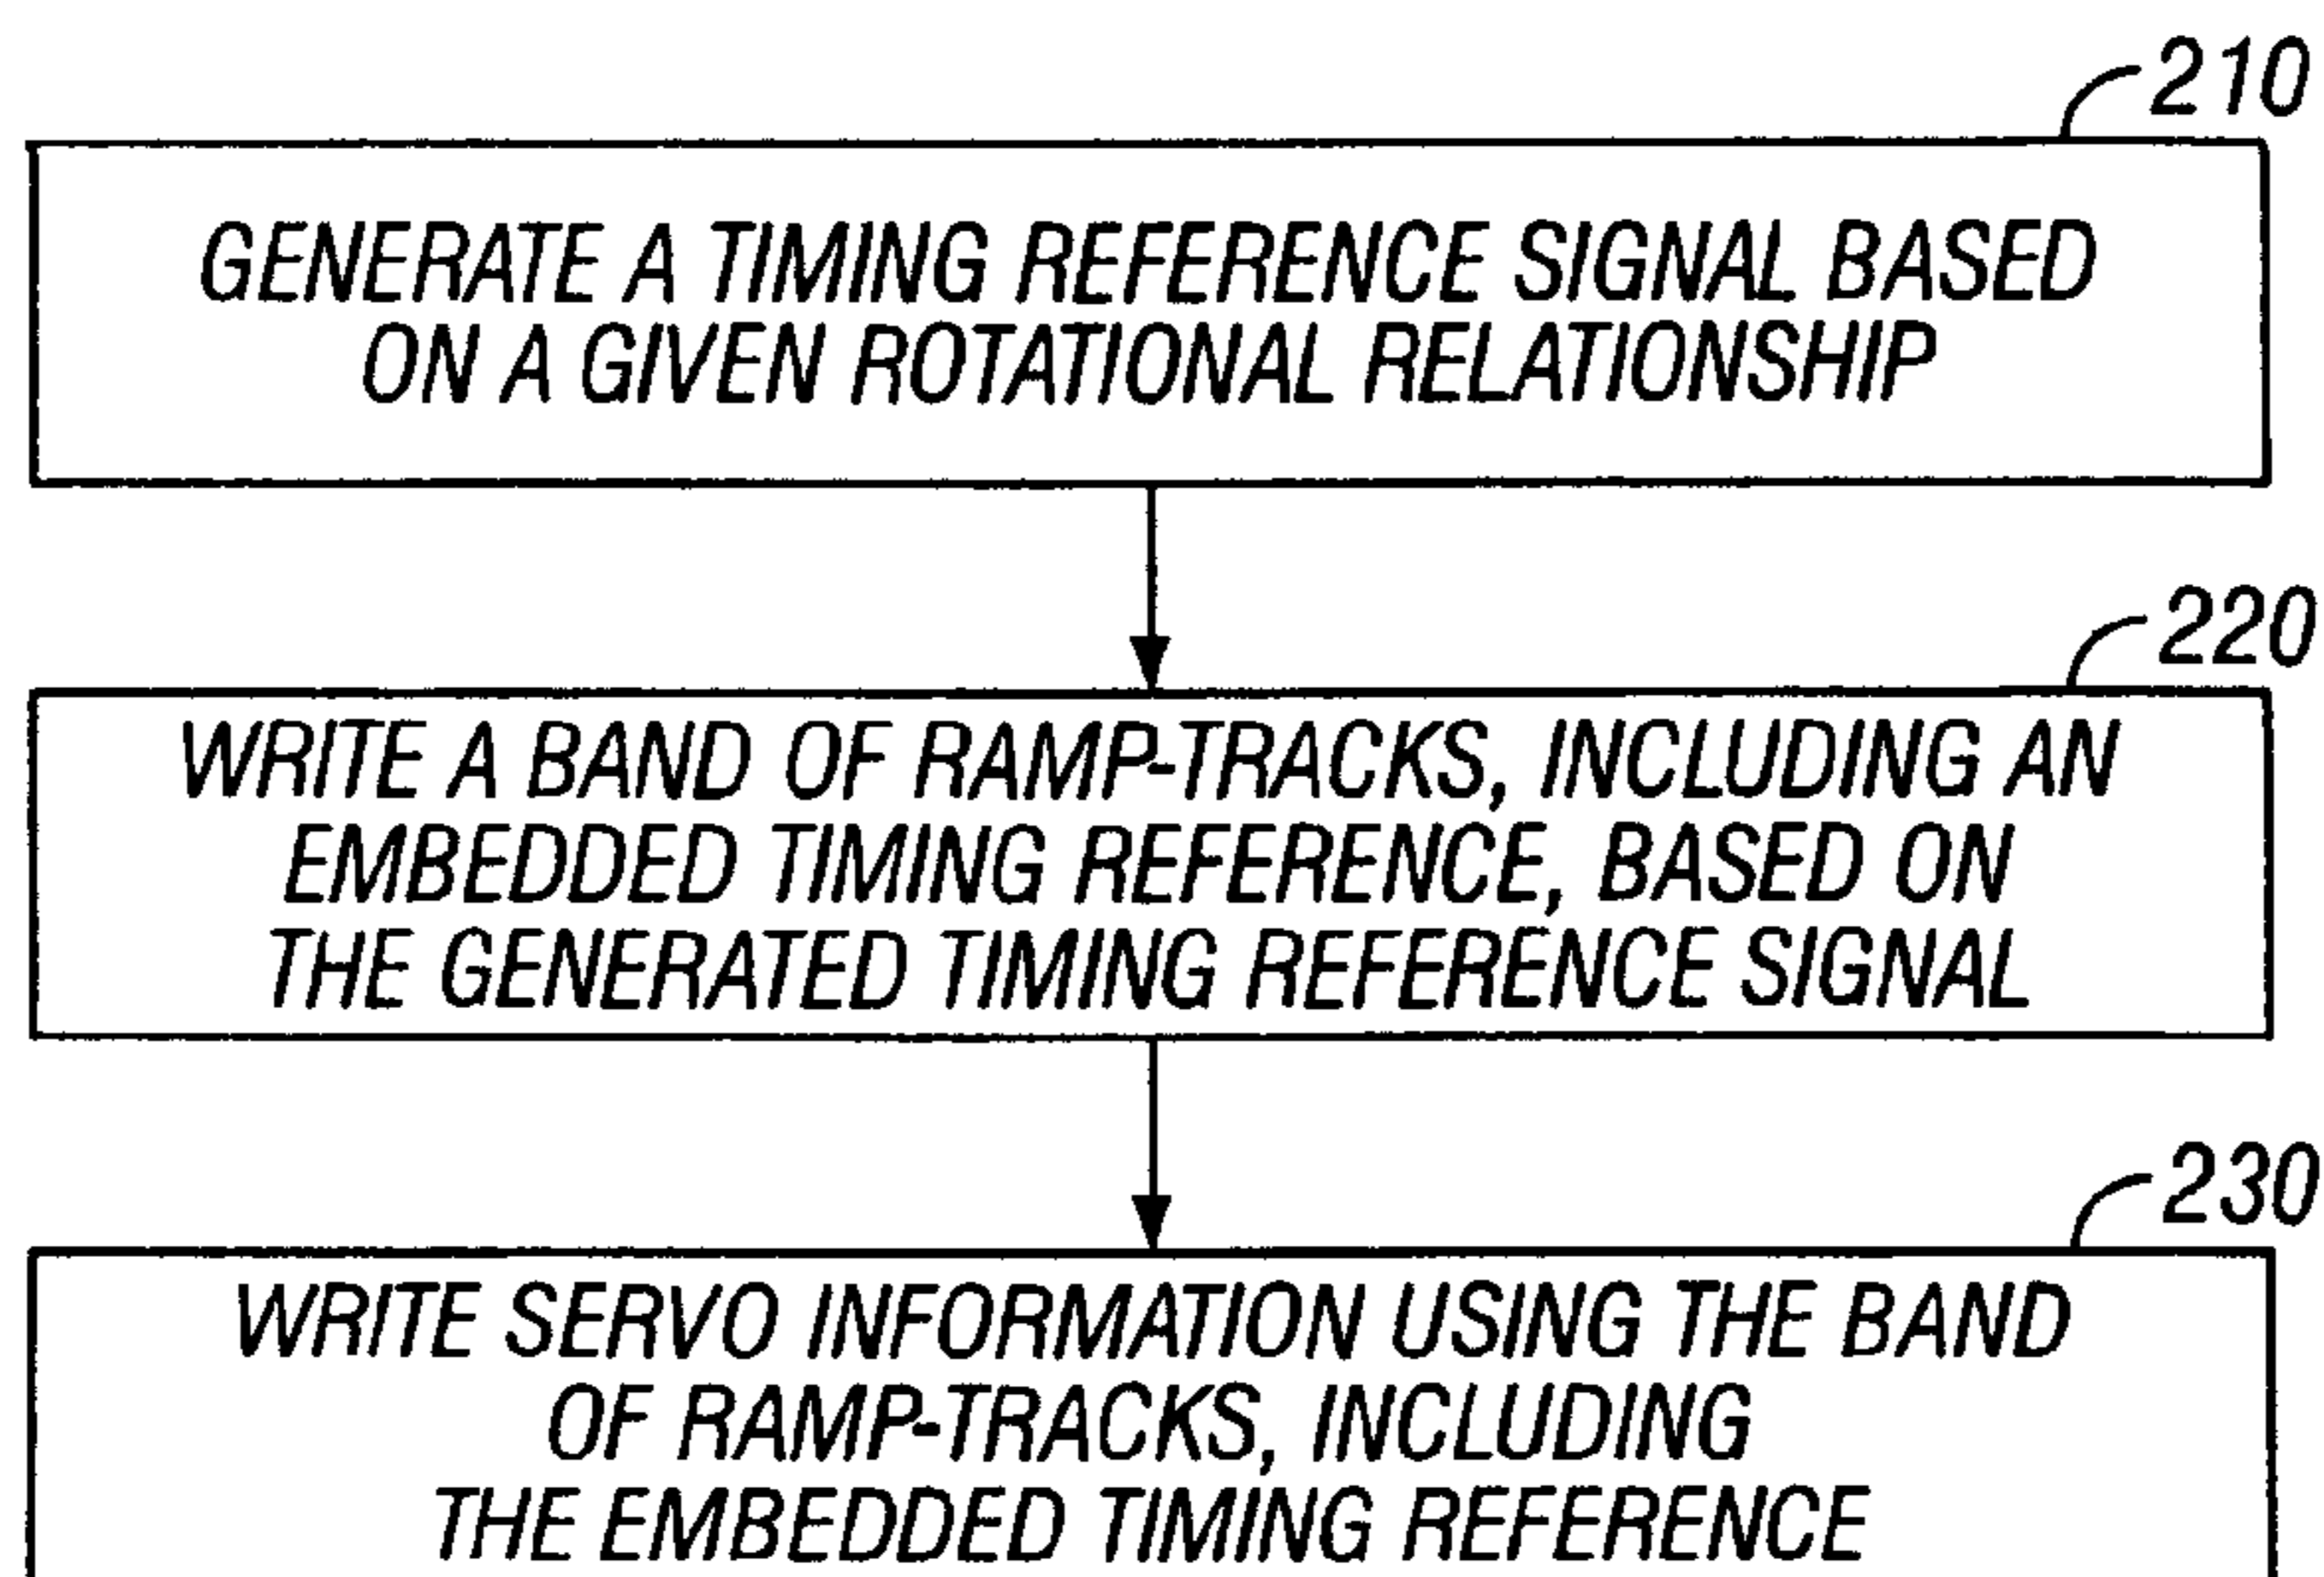 210
GENERATE A TIMING REFERENCE SIGNAL BASED
ON A GIVEN ROTATIONAL RELATIONSHIP
220
WRITE A BAND OF RAMP-TRACKS, INCLUDING AN
EMBEDDED TIMING REFERENCE, BASED ON
THE GENERATED TIMING REFERENCE SIGNAL
230
WRITE SERVO INFORMATION USING THE BAND
OF RAMP-TRACKS, INCLUDING
THE EMBEDDED TIMING REFERENCE